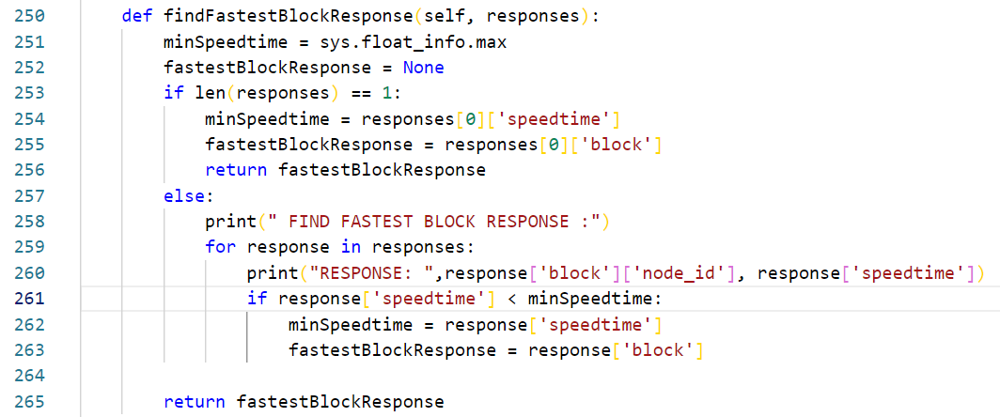 250     def findFastestBlockResponse(self, responses):
251         minSpeedtime = sys.float_info.max
252         fastestBlockResponse = None
253         if len(responses) == 1:
254             minSpeedtime = responses[0]['speedtime']
255             fastestBlockResponse = responses[0]['block']
256             return fastestBlockResponse
257         else:
258             print(" FIND FASTEST BLOCK RESPONSE :")
259             for response in responses:
260                 print("RESPONSE: ",response['block']['node_id'], response['speedtime'])
261                 if response['speedtime'] < minSpeedtime:
262                     minSpeedtime = response['speedtime']
263                     fastestBlockResponse = response['block']
264
265         return fastestBlockResponse